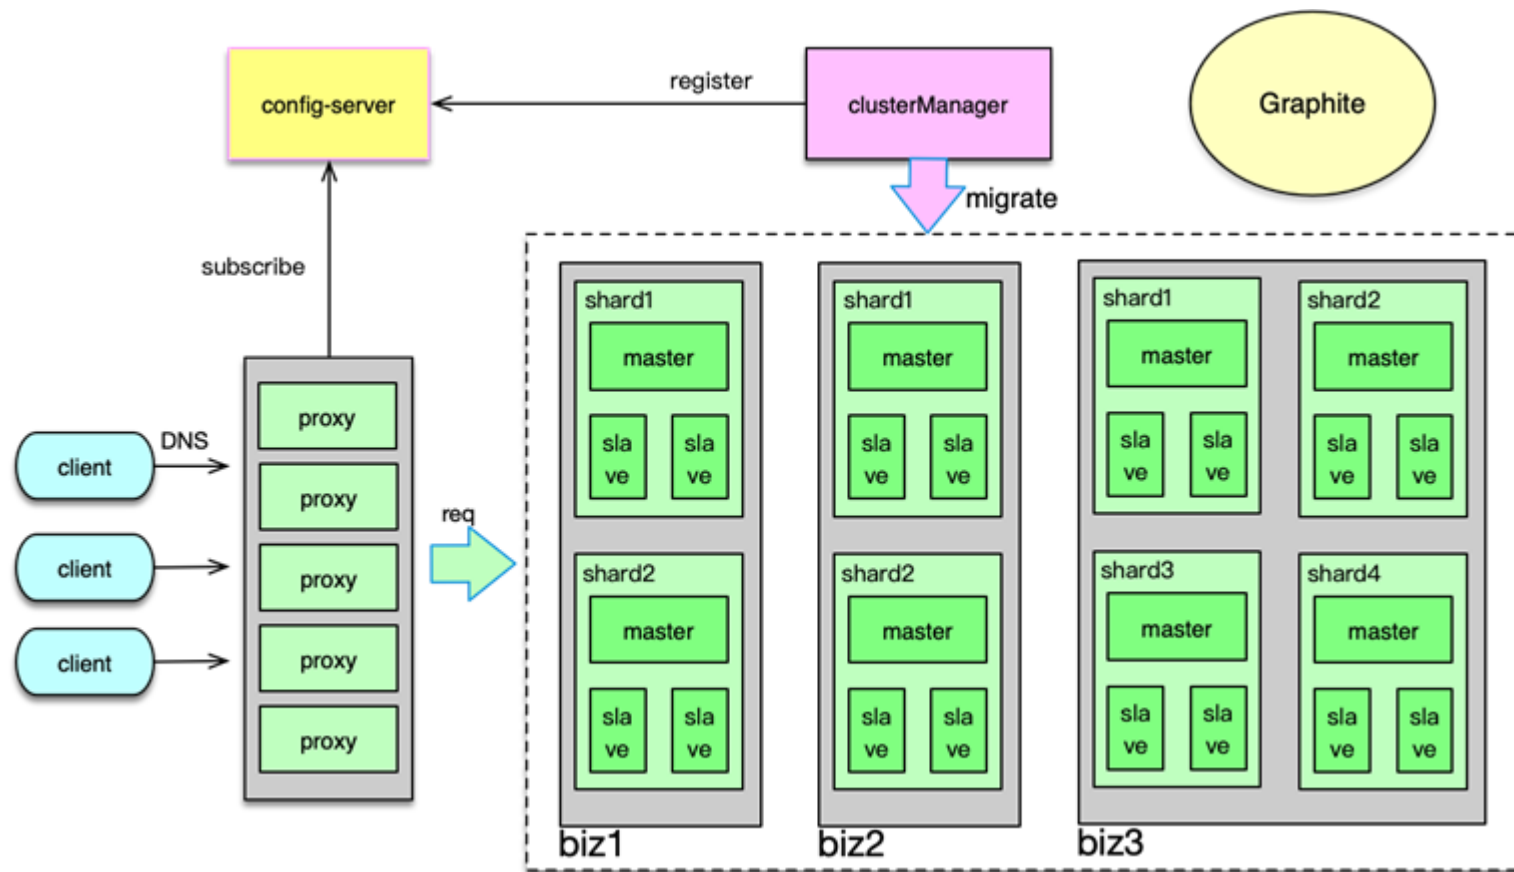 register
config-server
clusterManager
Graphite
migrate
subscribe
DNS
client
client
client
proxy
proxy
proxy
proxy
proxy
req
shard1
master
sla
ve
sla
ve
shard2
master
sla
ve
sla
ve
biz1
shard1
master
sla
ve
sla
ve
shard2
master
sla
ve
sla
ve
biz2
shard1
master
sla
ve
sla
ve
shard2
master
sla
ve
sla
ve
shard3
master
sla
ve
sla
ve
shard4
master
sla
ve
sla
ve
biz3